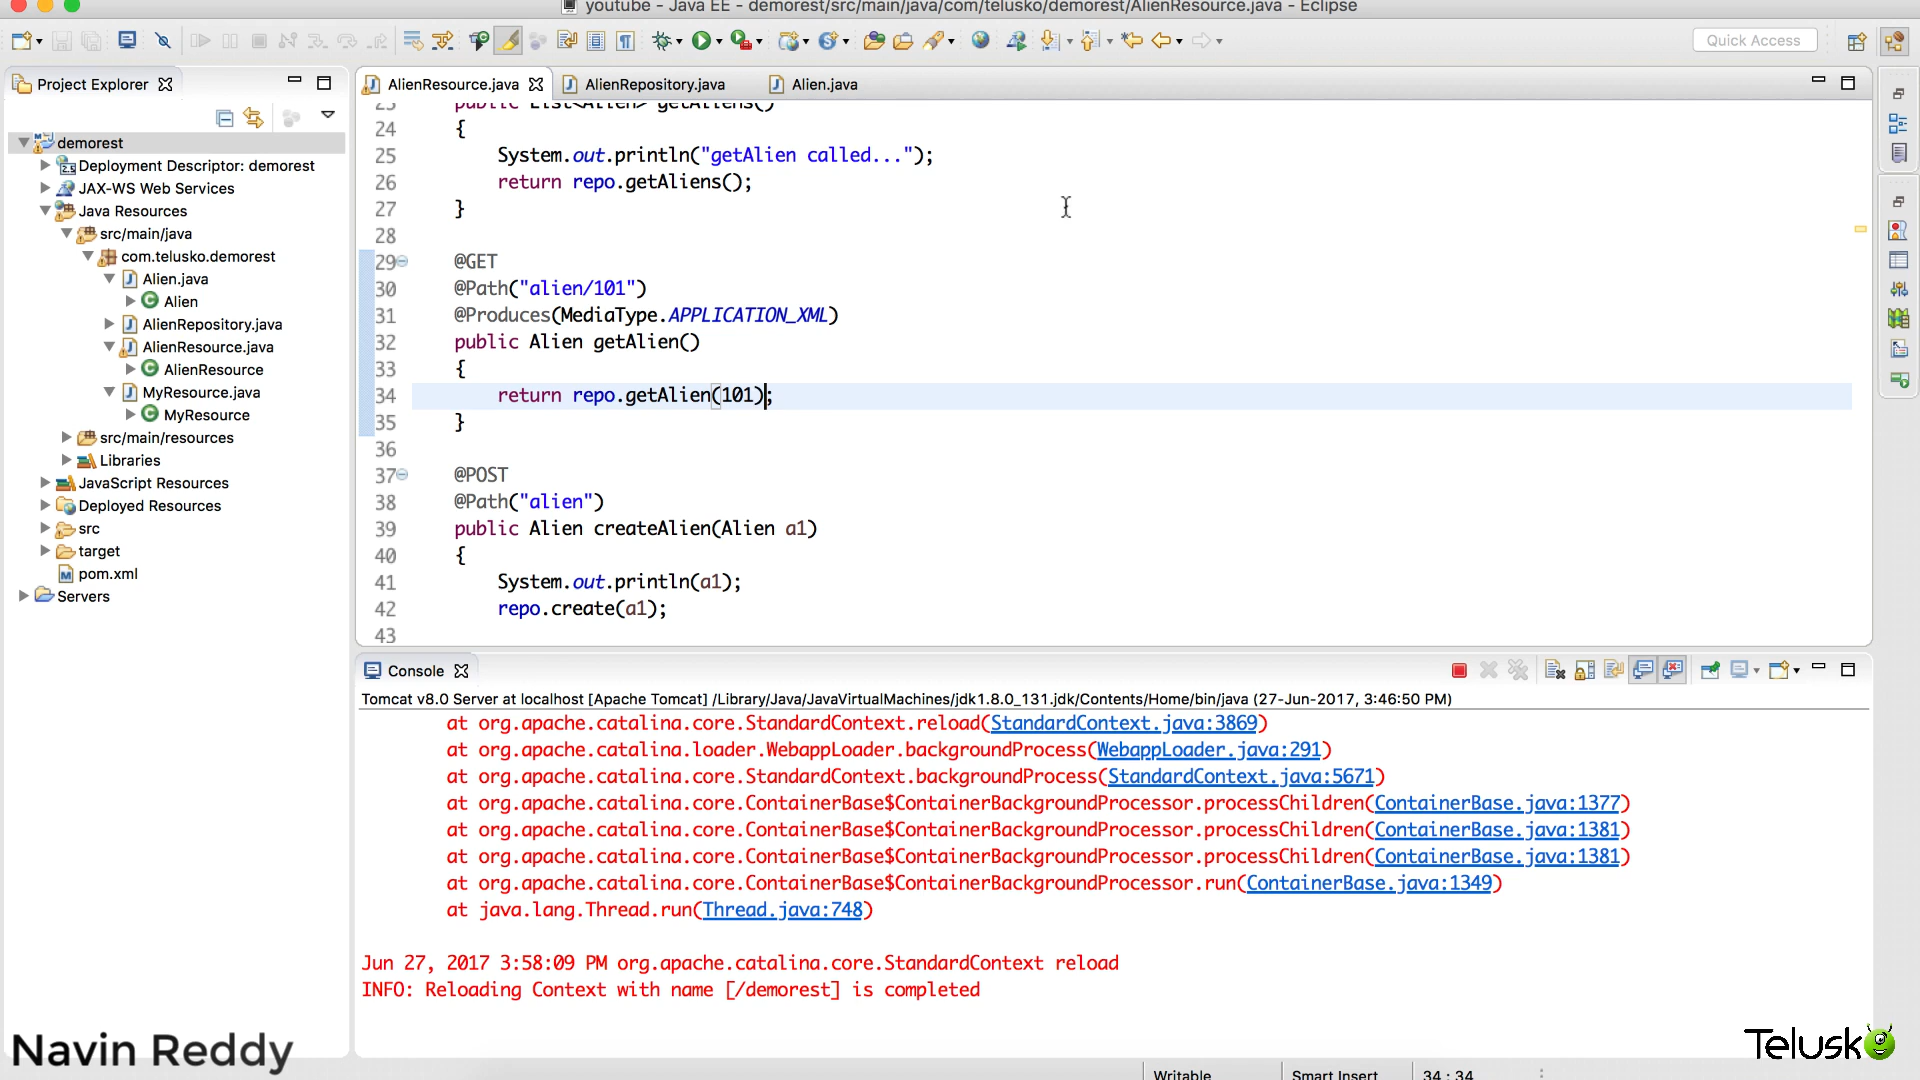 youtube - Java EE - demorest/src/main/java/com/telusko/demorest/AlienResource.java - Eclipse
Quick Access
Project Explorer
AlienResource.java
AlienRepository.java
Alien.java
demorest
Deployment Descriptor: demorest
JAX-WS Web Services
Java Resources
src/main/java
com.telusko.demorest
Alien.java
Alien
AlienRepository.java
AlienResource.java
AlienResource
MyResource.java
MyResource
src/main/resources
Libraries
JavaScript Resources
Deployed Resources
src
target
pom.xml
Servers
23 public List<Alien> getAliens()
24 {
25 System.out.println("getAlien called...");
26 return repo.getAliens();
27 }
28
29 @GET
30 @Path("alien/101")
31 @Produces(MediaType.APPLICATION_XML)
32 public Alien getAlien()
33 {
34 return repo.getAlien(101);
35 }
36
37 @POST
38 @Path("alien")
39 public Alien createAlien(Alien a1)
40 {
41 System.out.println(a1);
42 repo.create(a1);
43
Console
Tomcat v8.0 Server at localhost [Apache Tomcat] /Library/Java/JavaVirtualMachines/jdk1.8.0_131.jdk/Contents/Home/bin/java (27-Jun-2017, 3:46:50 PM)
at org.apache.catalina.core.StandardContext.reload(StandardContext.java:3869)
at org.apache.catalina.loader.WebappLoader.backgroundProcess(WebappLoader.java:291)
at org.apache.catalina.core.StandardContext.backgroundProcess(StandardContext.java:5671)
at org.apache.catalina.core.ContainerBase$ContainerBackgroundProcessor.processChildren(ContainerBase.java:1377)
at org.apache.catalina.core.ContainerBase$ContainerBackgroundProcessor.processChildren(ContainerBase.java:1381)
at org.apache.catalina.core.ContainerBase$ContainerBackgroundProcessor.processChildren(ContainerBase.java:1381)
at org.apache.catalina.core.ContainerBase$ContainerBackgroundProcessor.run(ContainerBase.java:1349)
at java.lang.Thread.run(Thread.java:748)
Jun 27, 2017 3:58:09 PM org.apache.catalina.core.StandardContext reload
INFO: Reloading Context with name [/demorest] is completed
Navin Reddy
Telusk
Writable
Smart Insert
34 : 34